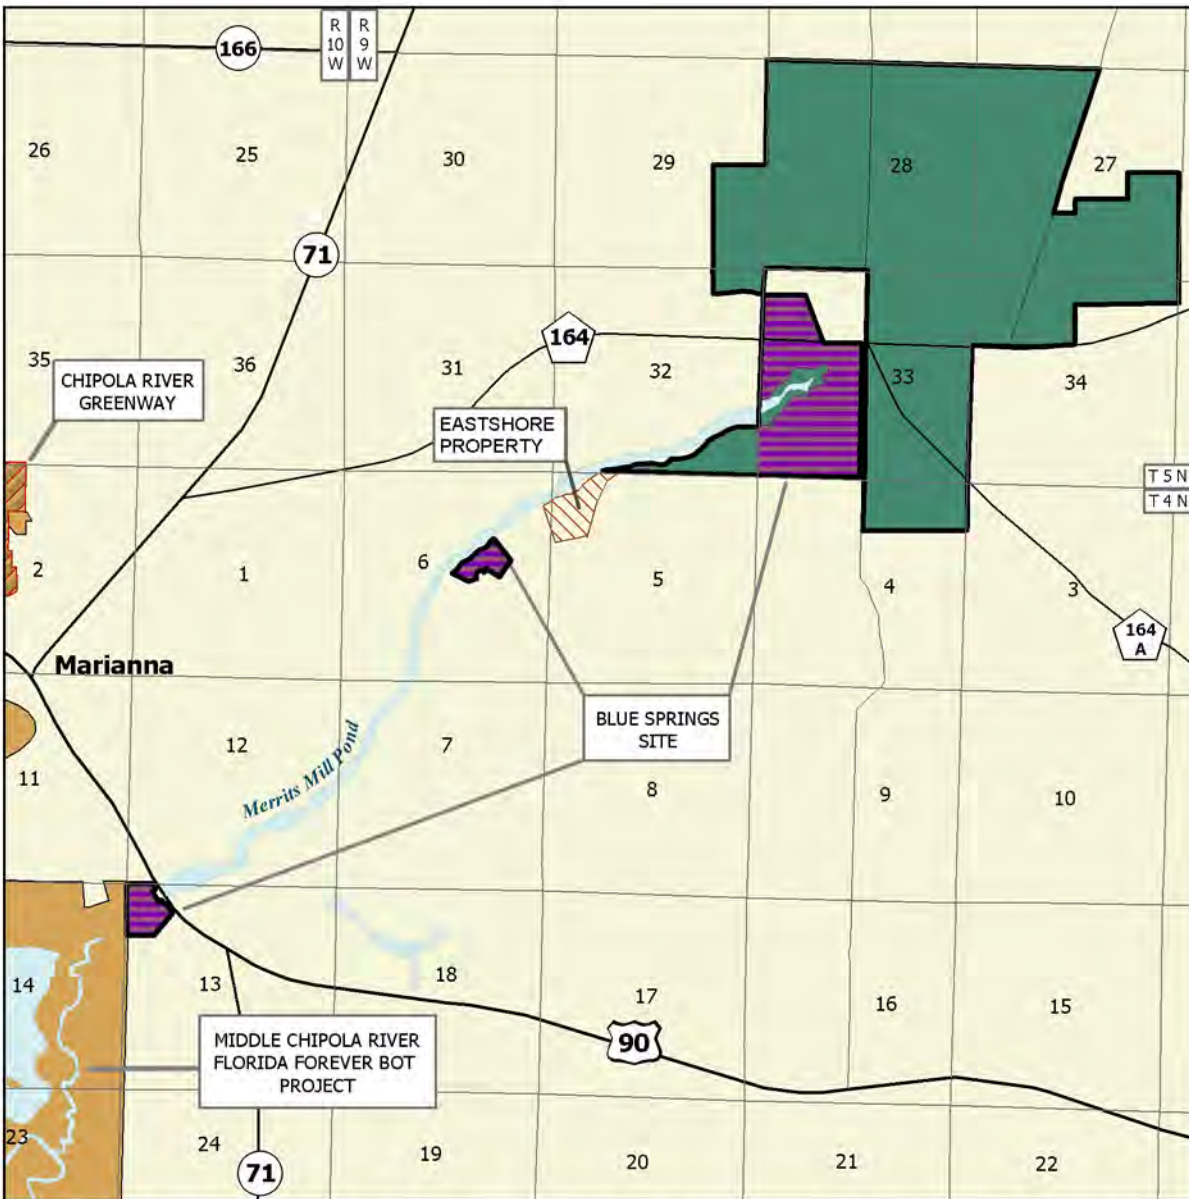 166
R
10
W
R
9
W
26
25
30
29
28
27
71
164
35
36
31
32
33
34
CHIPOLA RIVER
GREENWAY
EASTSHORE
PROPERTY
T 5 N
T 4 N
2
1
6
5
4
3
164
A
Marianna
BLUE SPRINGS
SITE
11
12
7
8
9
10
Merrits Mill Pond
14
13
18
17
16
15
MIDDLE CHIPOLA RIVER
FLORIDA FOREVER BOT
PROJECT
90
23
24
71
19
20
21
22